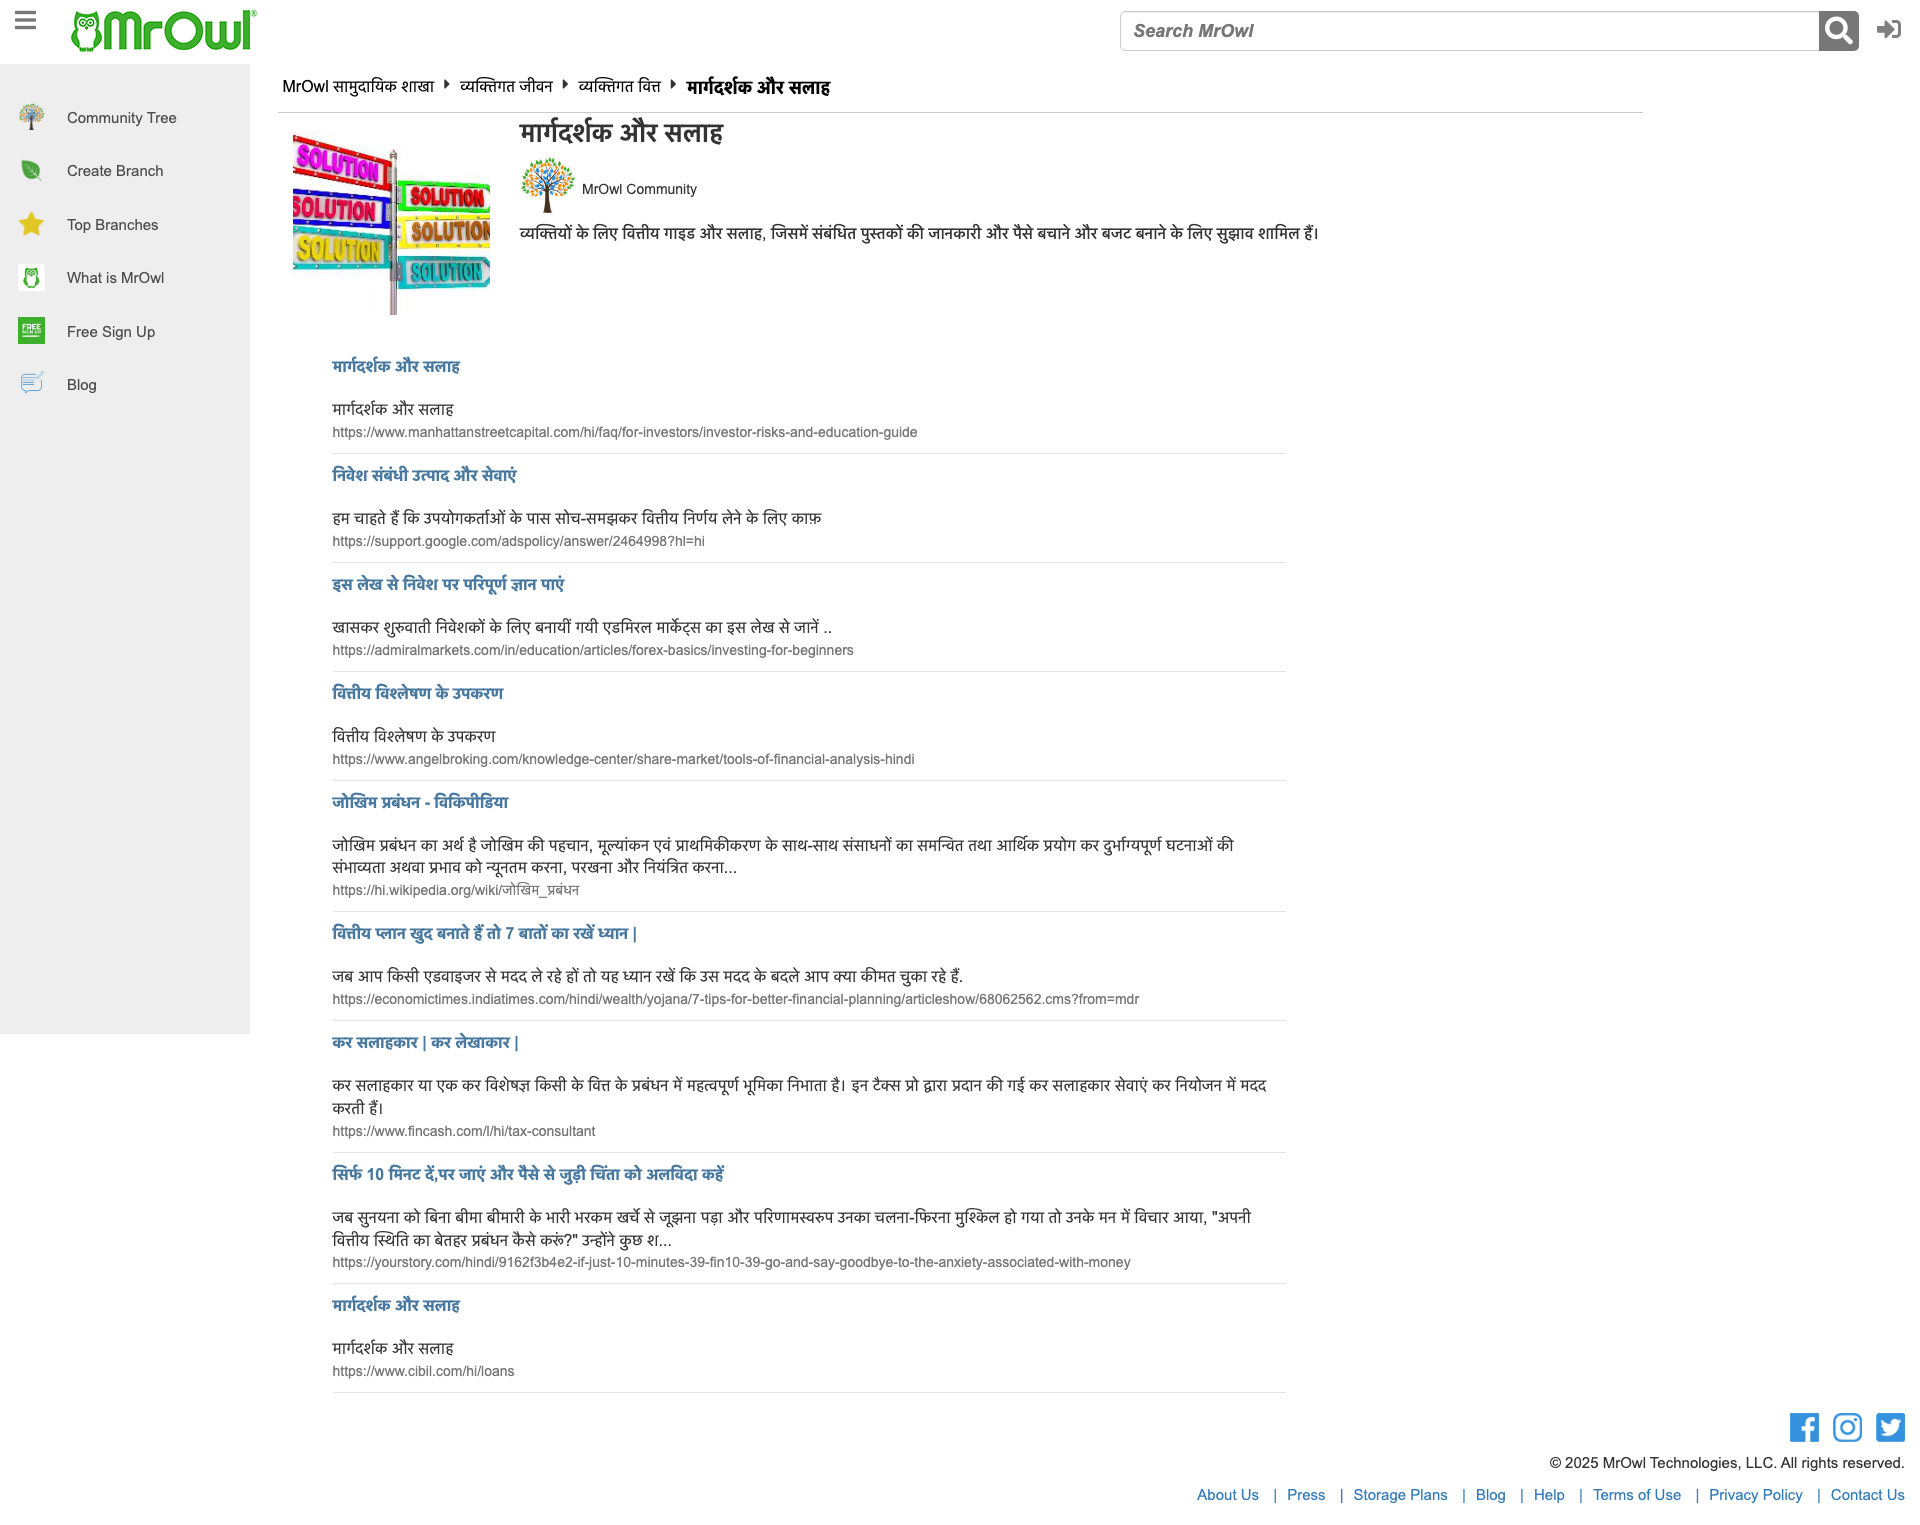 MrOwl®
Search MrOwl
Community Tree
Create Branch
Top Branches
What is MrOwl
FREE
SIGN UP
Free Sign Up
Blog
MrOwl सामुदायिक शाखा
व्यक्तिगत जीवन
व्यक्तिगत वित्त
मार्गदर्शक और सलाह
SOLUTION
SOLUTION
SOLUTION
SOLUTION
SOLUTION
SOLUTION
मार्गदर्शक और सलाह
MrOwl Community
व्यक्तियों के लिए वित्तीय गाइड और सलाह, जिसमें संबंधित पुस्तकों की जानकारी और पैसे बचाने और बजट बनाने के लिए सुझाव शामिल हैं।
मार्गदर्शक और सलाह
मार्गदर्शक और सलाह
https://www.manhattanstreetcapital.com/hi/faq/for-investors/investor-risks-and-education-guide
निवेश संबंधी उत्पाद और सेवाएं
हम चाहते हैं कि उपयोगकर्ताओं के पास सोच-समझकर वित्तीय निर्णय लेने के लिए काफ़
https://support.google.com/adspolicy/answer/2464998?hl=hi
इस लेख से निवेश पर परिपूर्ण ज्ञान पाएं
खासकर शुरुवाती निवेशकों के लिए बनायीं गयी एडमिरल मार्केट्स का इस लेख से जानें ..
https://admiralmarkets.com/in/education/articles/forex-basics/investing-for-beginners
वित्तीय विश्लेषण के उपकरण
वित्तीय विश्लेषण के उपकरण
https://www.angelbroking.com/knowledge-center/share-market/tools-of-financial-analysis-hindi
जोखिम प्रबंधन - विकिपीडिया
जोखिम प्रबंधन का अर्थ है जोखिम की पहचान, मूल्यांकन एवं प्राथमिकीकरण के साथ-साथ संसाधनों का समन्वित तथा आर्थिक प्रयोग कर दुर्भाग्यपूर्ण घटनाओं की
संभाव्यता अथवा प्रभाव को न्यूनतम करना, परखना और नियंत्रित करना...
https://hi.wikipedia.org/wiki/जोखिम_प्रबंधन
वित्तीय प्लान खुद बनाते हैं तो 7 बातों का रखें ध्यान |
जब आप किसी एडवाइजर से मदद ले रहे हों तो यह ध्यान रखें कि उस मदद के बदले आप क्या कीमत चुका रहे हैं.
https://economictimes.indiatimes.com/hindi/wealth/yojana/7-tips-for-better-financial-planning/articleshow/68062562.cms?from=mdr
कर सलाहकार | कर लेखाकार |
कर सलाहकार या एक कर विशेषज्ञ किसी के वित्त के प्रबंधन में महत्वपूर्ण भूमिका निभाता है। इन टैक्स प्रो द्वारा प्रदान की गई कर सलाहकार सेवाएं कर नियोजन में मदद
करती हैं।
https://www.fincash.com/l/hi/tax-consultant
सिर्फ 10 मिनट दें,पर जाएं और पैसे से जुड़ी चिंता को अलविदा कहें
जब सुनयना को बिना बीमा बीमारी के भारी भरकम खर्चे से जूझना पड़ा और परिणामस्वरुप उनका चलना-फिरना मुश्किल हो गया तो उनके मन में विचार आया, "अपनी
वित्तीय स्थिति का बेतहर प्रबंधन कैसे करूं?" उन्होंने कुछ श...
https://yourstory.com/hindi/9162f3b4e2-if-just-10-minutes-39-fin10-39-go-and-say-goodbye-to-the-anxiety-associated-with-money
मार्गदर्शक और सलाह
मार्गदर्शक और सलाह
https://www.cibil.com/hi/loans
© 2025 MrOwl Technologies, LLC. All rights reserved.
About Us | Press | Storage Plans | Blog | Help | Terms of Use | Privacy Policy | Contact Us